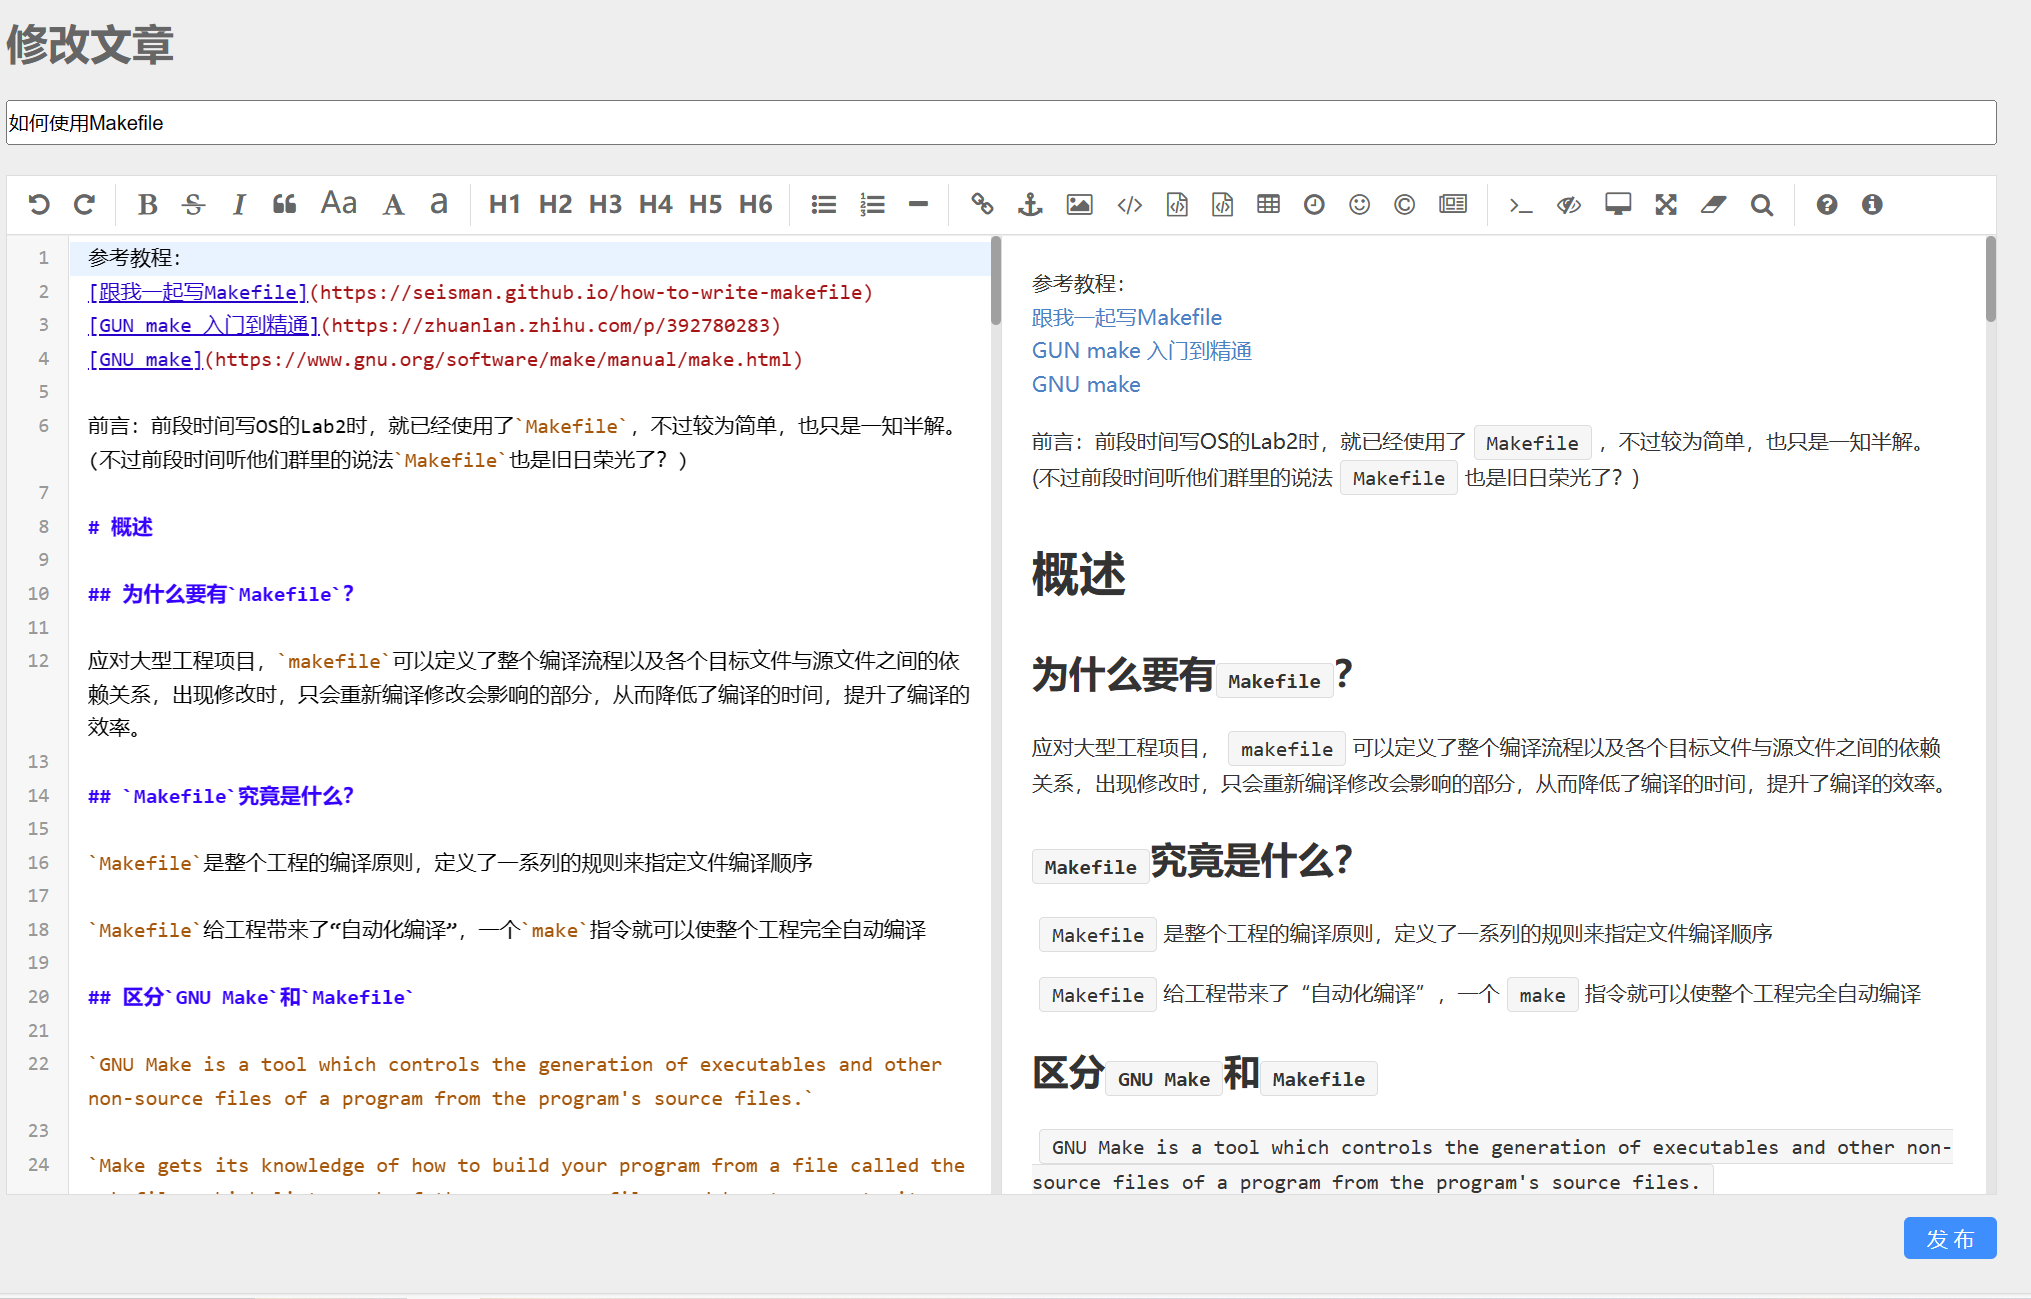 修改文章
如何使用Makefile
B S I Aa A a H1 H2 H3 H4 H5 H6
1 参考教程：
2 [跟我一起写Makefile](https://seisman.github.io/how-to-write-makefile)
3 [GUN make 入门到精通](https://zhuanlan.zhihu.com/p/392780283)
4 [GNU make](https://www.gnu.org/software/make/manual/make.html)
5
6 前言：前段时间写OS的Lab2时，就已经使用了`Makefile`，不过较为简单，也只是一知半解。
(不过前段时间听他们群里的说法`Makefile`也是旧日荣光了？)
7
8 # 概述
9
10 ## 为什么要有`Makefile`？
11
12 应对大型工程项目，`makefile`可以定义了整个编译流程以及各个目标文件与源文件之间的依
赖关系，出现修改时，只会重新编译修改会影响的部分，从而降低了编译的时间，提升了编译的
效率。
13
14 ## `Makefile`究竟是什么？
15
16 `Makefile`是整个工程的编译原则，定义了一系列的规则来指定文件编译顺序
17
18 `Makefile`给工程带来了“自动化编译”，一个`make`指令就可以使整个工程完全自动编译
19
20 ## 区分`GNU Make`和`Makefile`
21
22 `GNU Make is a tool which controls the generation of executables and other
non-source files of a program from the program's source files.`
23
24 `Make gets its knowledge of how to build your program from a file called the
参考教程：
跟我一起写Makefile
GUN make 入门到精通
GNU make
前言：前段时间写OS的Lab2时，就已经使用了 Makefile ，不过较为简单，也只是一知半解。
(不过前段时间听他们群里的说法 Makefile 也是旧日荣光了？)
概述
为什么要有Makefile？
应对大型工程项目， makefile 可以定义了整个编译流程以及各个目标文件与源文件之间的依赖
关系，出现修改时，只会重新编译修改会影响的部分，从而降低了编译的时间，提升了编译的效率。
Makefile究竟是什么？
Makefile 是整个工程的编译原则，定义了一系列的规则来指定文件编译顺序
Makefile 给工程带来了“自动化编译”，一个 make 指令就可以使整个工程完全自动编译
区分GNU Make和Makefile
GNU Make is a tool which controls the generation of executables and other non-
source files of a program from the program's source files.
发 布